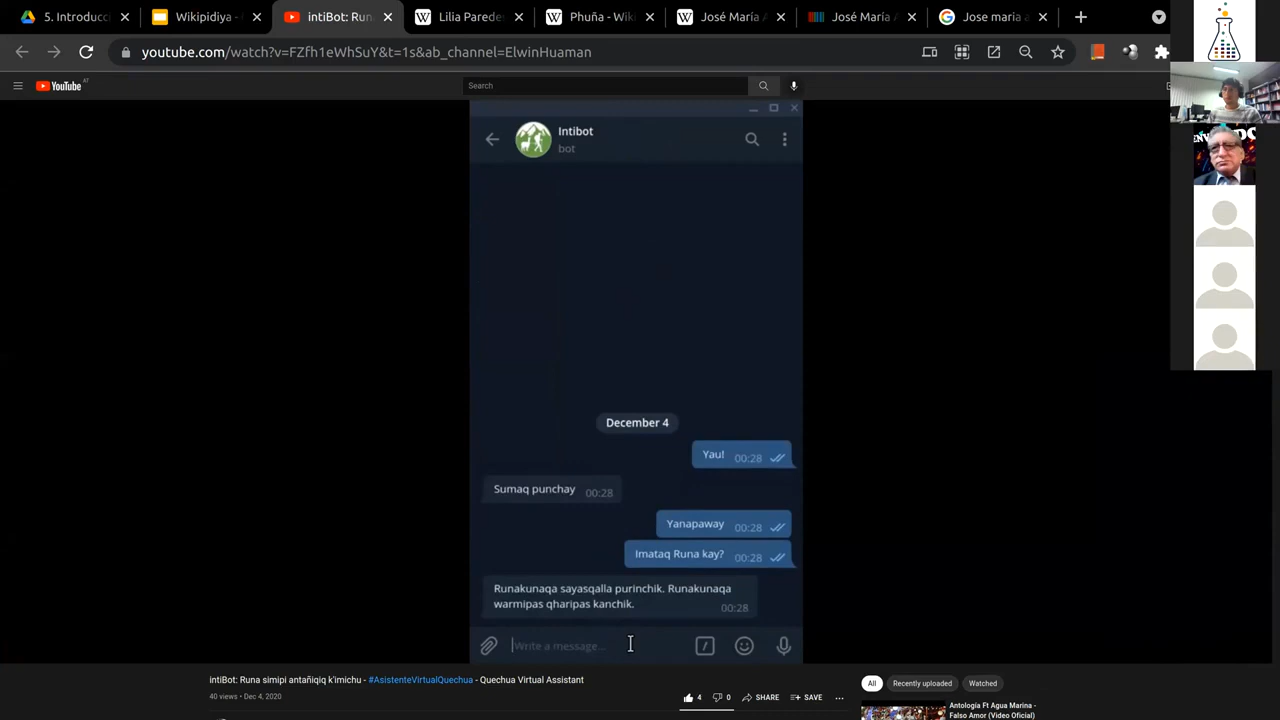 5. Introducc
Wikipidiya -
intiBot: Run
Lilia Pared
Phuña – Wiki
José María A
José María A
Jose maria a
youtube.com/watch?v=FZfh1eWhSuY&t=1s&ab_channel=ElwinHuaman
YouTube AT
Search
Intibot
bot
December 4
Yau! 00:28
Sumaq punchay 00:28
Yanapaway 00:28
Imataq Runa kay? 00:28
Runakunaqa sayasqalla purinchik. Runakunaqa
warmipas qharipas kanchik. 00:28
Write a message...
intiBot: Runa simipi antañiqiq k'imichu - #AsistenteVirtualQuechua - Quechua Virtual Assistant
40 views • Dec 4, 2020
4 0 SHARE SAVE
All Recently uploaded Watched
Antología Ft Agua Marina -
Falso Amor (Video Oficial)